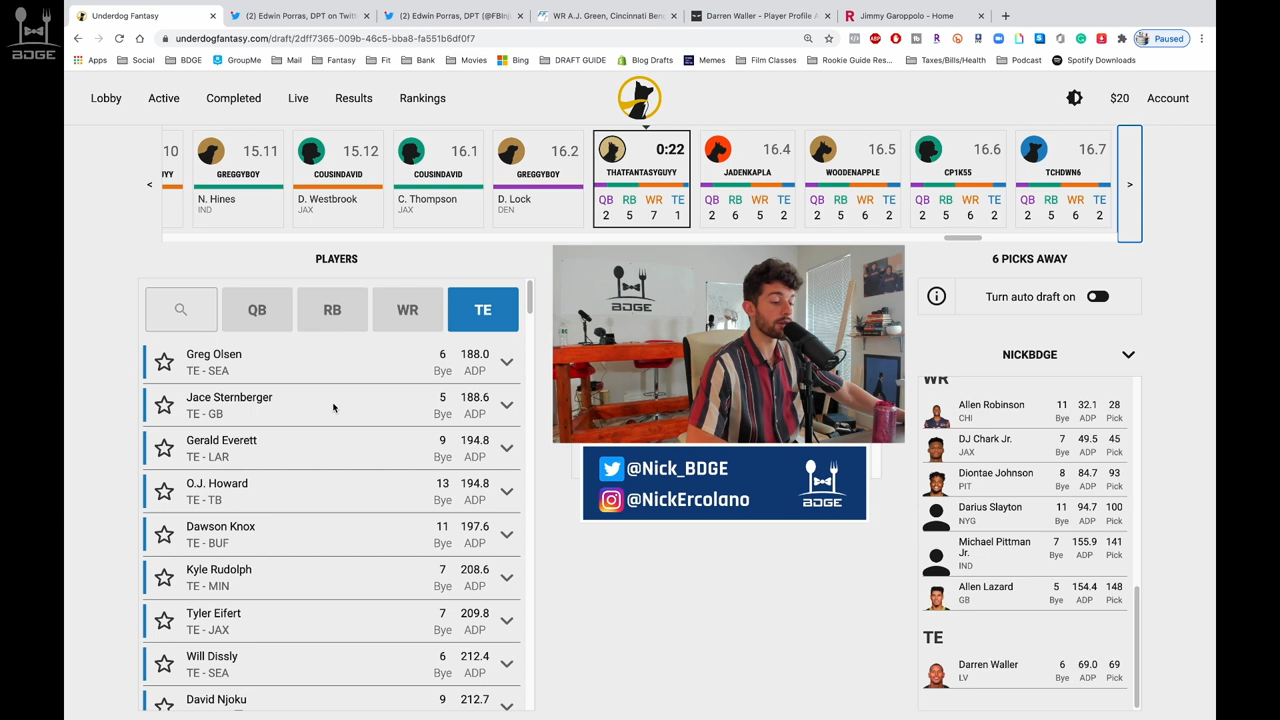 BDGE
Underdog Fantasy
(2) Edwin Porras, DPT on Twitt
(2) Edwin Porras, DPT (@FBInj
WR A.J. Green, Cincinnati Ben
Darren Waller - Player Profile A
Jimmy Garoppolo - Home
underdogfantasy.com/draft/2dff7365-009b-46c5-bba8-fa551b6df0f7
Paused
Apps Social BDGE GroupMe Mail Fantasy Fit Bank Movies Bing DRAFT GUIDE Blog Drafts Memes Film Classes Rookie Guide Res... Taxes/Bills/Health Podcast Spotify Downloads
Lobby Active Completed Live Results Rankings $20 Account
10 15.11 15.12 16.1 16.2 0:22 16.4 16.5 16.6 16.7
YY GREGGYBOY COUSINDAVID COUSINDAVID GREGGYBOY THATFANTASYGUYY JADENKAPLA WOODENAPPLE CP1K55 TCHDWN6
N. Hines D. Westbrook C. Thompson D. Lock QB RB WR TE QB RB WR TE QB RB WR TE QB RB WR TE QB RB WR TE
IND JAX JAX DEN 2 5 7 1 2 6 5 2 2 5 6 2 2 6 6 2 2 5 6 2
< >
PLAYERS
QB RB WR TE
Greg Olsen 6 188.0
TE - SEA Bye ADP
Jace Sternberger 5 188.6
TE - GB Bye ADP
Gerald Everett 9 194.8
TE - LAR Bye ADP
O.J. Howard 13 194.8
TE - TB Bye ADP
Dawson Knox 11 197.6
TE - BUF Bye ADP
Kyle Rudolph 7 208.6
TE - MIN Bye ADP
Tyler Eifert 7 209.8
TE - JAX Bye ADP
Will Dissly 6 212.4
TE - SEA Bye ADP
David Njoku 9 212.7
BDGE
@Nick_BDGE
@NickErcolano
BDGE
6 PICKS AWAY
Turn auto draft on
NICKBDGE
WR
Allen Robinson 11 32.1 28
CHI Bye ADP Pick
DJ Chark Jr. 7 49.5 45
JAX Bye ADP Pick
Diontae Johnson 8 84.7 93
PIT Bye ADP Pick
Darius Slayton 11 94.7 100
NYG Bye ADP Pick
Michael Pittman 7 155.9 141
Jr. Bye ADP Pick
IND
Allen Lazard 5 154.4 148
GB Bye ADP Pick
TE
Darren Waller 6 69.0 69
LV Bye ADP Pick